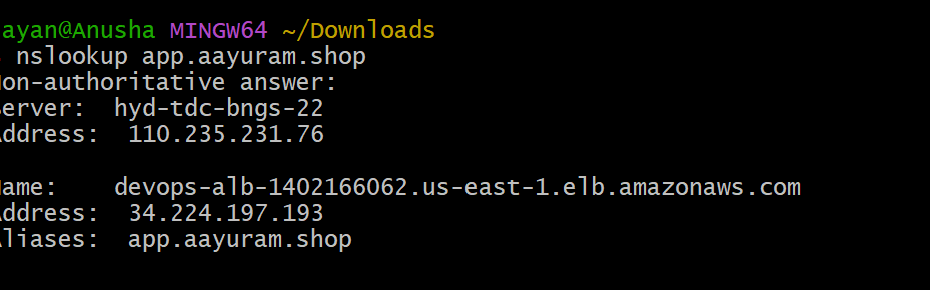 ayan@Anusha MINGW64 ~/Downloads
nslookup app.aayuram.shop
on-authoritative answer:
erver:  hyd-tdc-bngs-22
ddress:  110.235.231.76

ame:    devops-alb-1402166062.us-east-1.elb.amazonaws.com
ddress:  34.224.197.193
liases:  app.aayuram.shop